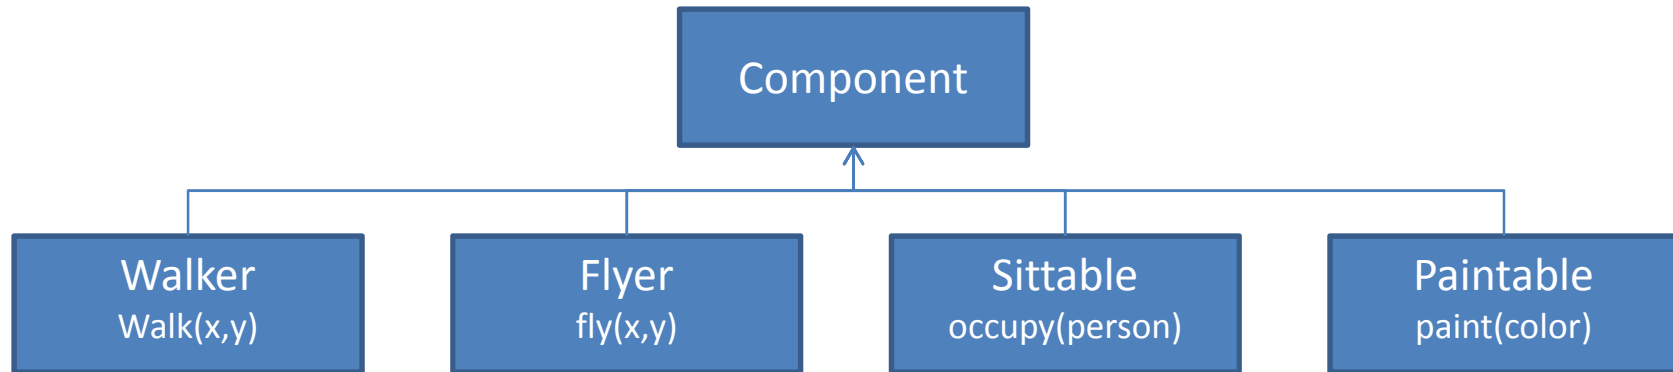 Component
Walker
Walk(x,y)
Flyer
fly(x,y)
Sittable
occupy(person)
Paintable
paint(color)